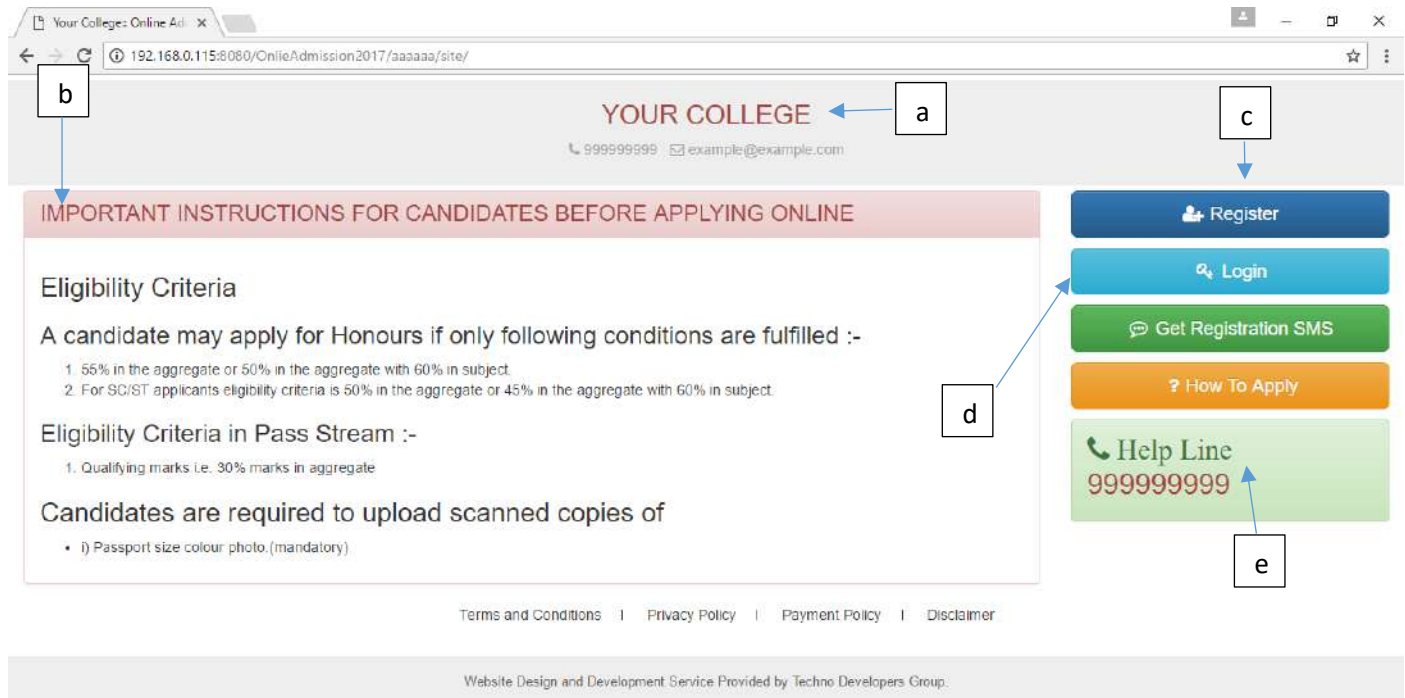 Your Colleges Online Ad
192.168.0.115:8080/OnlieAdmission2017/aaaaaa/site/
b
YOUR COLLEGE
a
c
999999999 example@example.com
IMPORTANT INSTRUCTIONS FOR CANDIDATES BEFORE APPLYING ONLINE
Register
Eligibility Criteria
Login
A candidate may apply for Honours if only following conditions are fulfilled :-
Get Registration SMS
1. 55% in the aggregate or 50% in the aggregate with 60% in subject.
2. For SC/ST applicants eligibility criteria is 50% in the aggregate or 45% in the aggregate with 60% in subject.
? How To Apply
d
Eligibility Criteria in Pass Stream :-
1. Qualifying marks i.e. 30% marks in aggregate
Help Line
999999999
Candidates are required to upload scanned copies of
• i) Passport size colour photo.(mandatory)
e
Terms and Conditions | Privacy Policy | Payment Policy | Disclaimer
Website Design and Development Service Provided by Techno Developers Group.